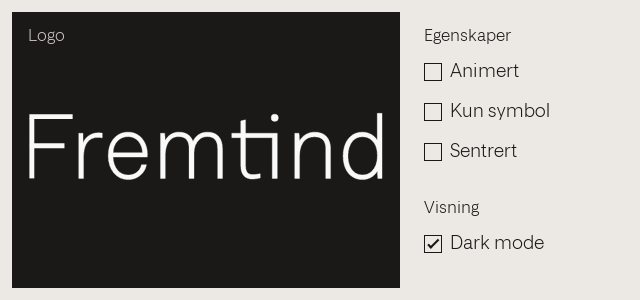 Logo
Fremtind
Egenskaper
Animert
Kun symbol
Sentrert
Visning
Dark mode